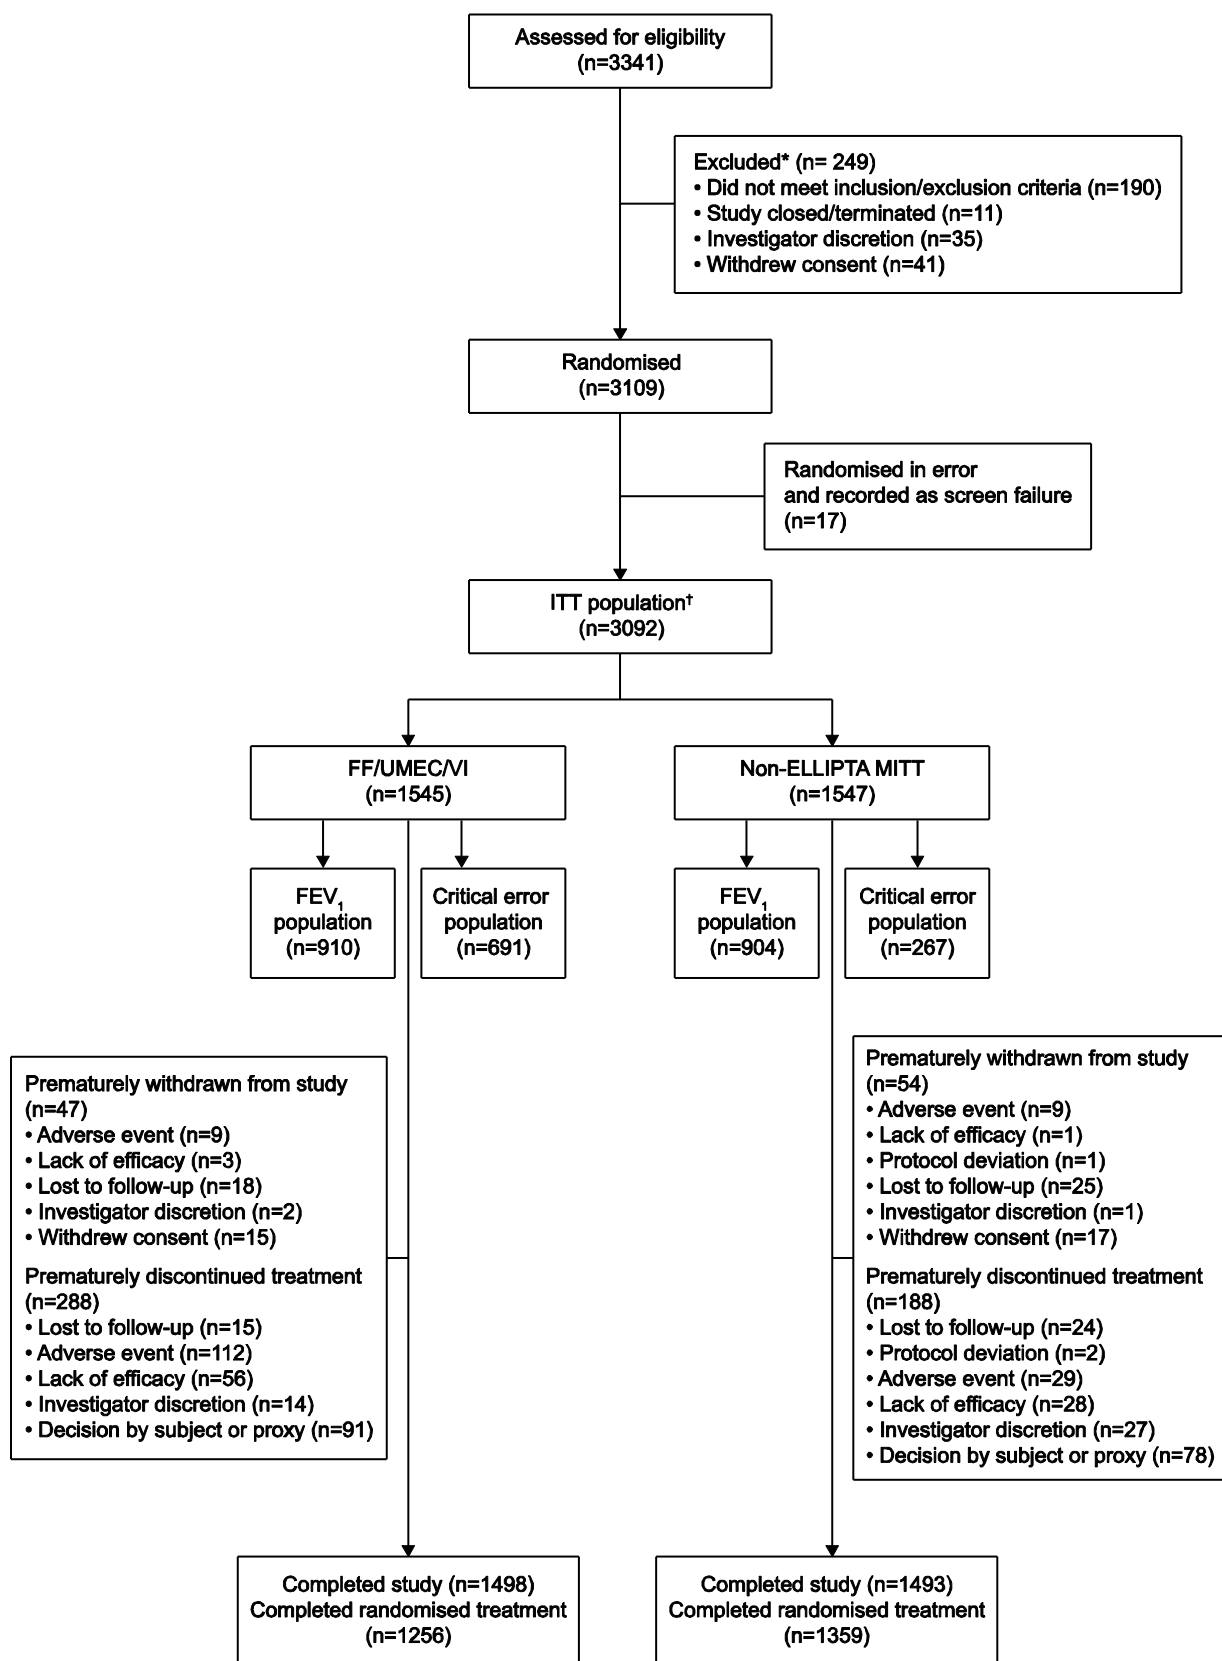 Assessed for eligibility
(n=3341)
Excluded* (n= 249)
• Did not meet inclusion/exclusion criteria (n=190)
• Study closed/terminated (n=11)
• Investigator discretion (n=35)
• Withdrew consent (n=41)
Randomised
(n=3109)
Randomised in error
and recorded as screen failure
(n=17)
ITT population†
(n=3092)
FF/UMEC/VI
(n=1545)
Non-ELLIPTA MITT
(n=1547)
FEV₁
population
(n=910)
Critical error
population
(n=691)
FEV₁
population
(n=904)
Critical error
population
(n=267)
Prematurely withdrawn from study
(n=47)
• Adverse event (n=9)
• Lack of efficacy (n=3)
• Lost to follow-up (n=18)
• Investigator discretion (n=2)
• Withdrew consent (n=15)
Prematurely discontinued treatment
(n=288)
• Lost to follow-up (n=15)
• Adverse event (n=112)
• Lack of efficacy (n=56)
• Investigator discretion (n=14)
• Decision by subject or proxy (n=91)
Prematurely withdrawn from study
(n=54)
• Adverse event (n=9)
• Lack of efficacy (n=1)
• Protocol deviation (n=1)
• Lost to follow-up (n=25)
• Investigator discretion (n=1)
• Withdrew consent (n=17)
Prematurely discontinued treatment
(n=188)
• Lost to follow-up (n=24)
• Protocol deviation (n=2)
• Adverse event (n=29)
• Lack of efficacy (n=28)
• Investigator discretion (n=27)
• Decision by subject or proxy (n=78)
Completed study (n=1498)
Completed randomised treatment
(n=1256)
Completed study (n=1493)
Completed randomised treatment
(n=1359)